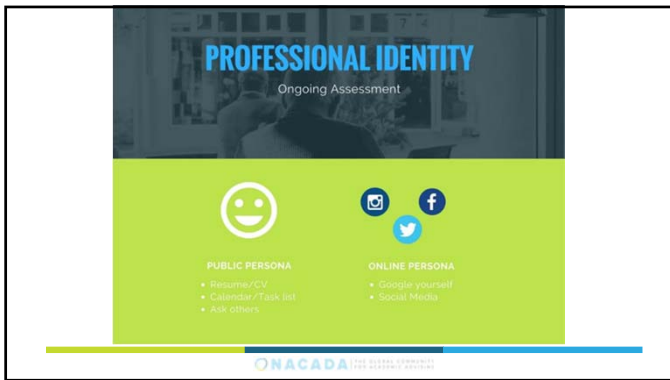 PROFESSIONAL IDENTITY
Ongoing Assessment
PUBLIC PERSONA
• Resume/CV
• Calendar/Task list
• Ask others
ONLINE PERSONA
• Google yourself
• Social Media
NACADA
THE GLOBAL COMMUNITY
FOR ACADEMIC ADVISING